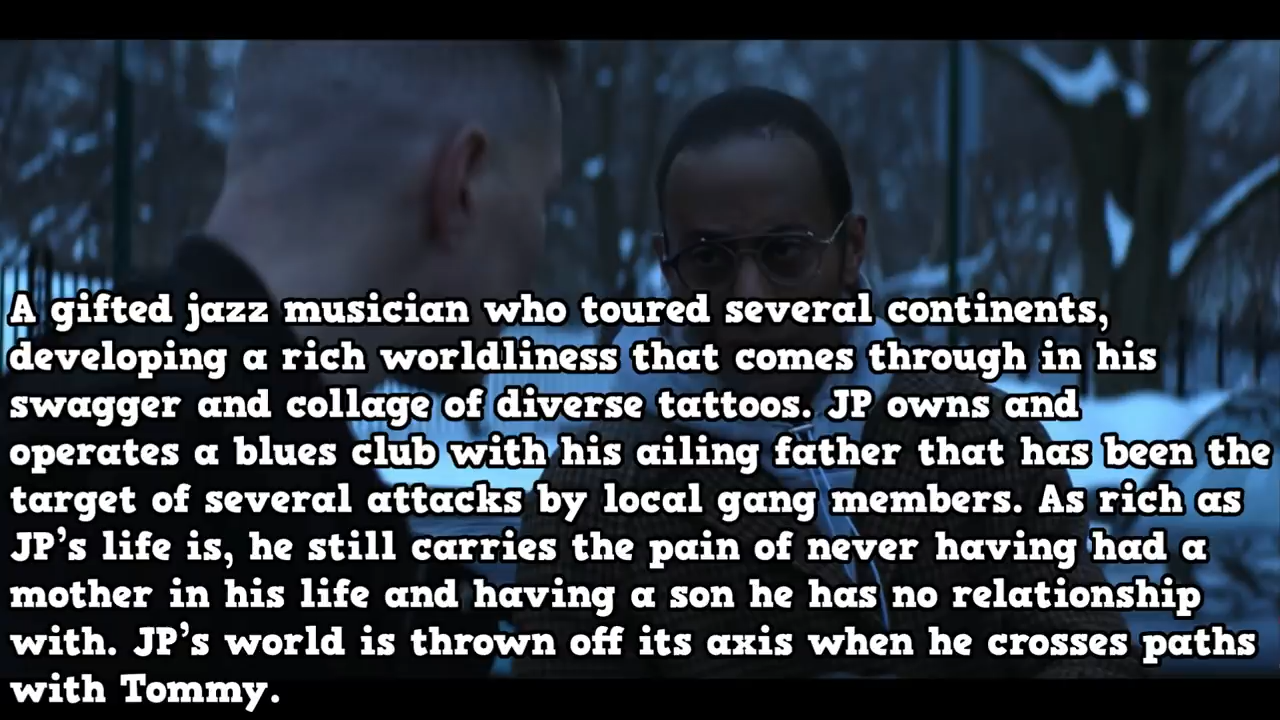 A gifted jazz musician who toured several continents,
developing a rich worldliness that comes through in his
swagger and collage of diverse tattoos. JP owns and
operates a blues club with his ailing father that has been the
target of several attacks by local gang members. As rich as
JP's life is, he still carries the pain of never having had a
mother in his life and having a son he has no relationship
with. JP's world is thrown off its axis when he crosses paths
with Tommy.